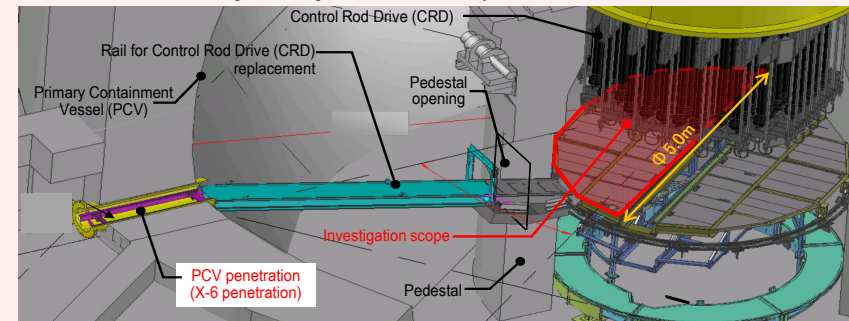 Control Rod Drive (CRD)
Rail for Control Rod Drive (CRD)
replacement
Primary Containment
Vessel (PCV)
Pedestal
opening
Φ5.0m
Investigation scope
PCV penetration
(X-6 penetration)
Pedestal